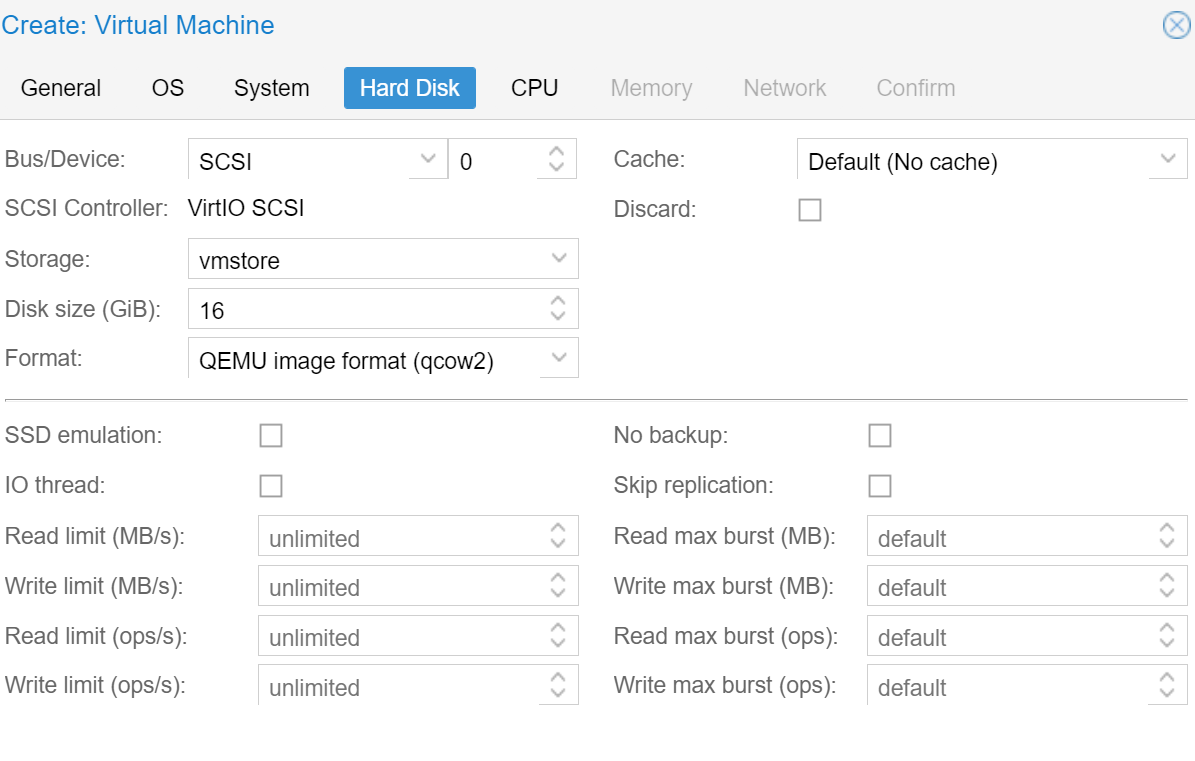 Create: Virtual Machine
General OS System Hard Disk CPU Memory Network Confirm
Bus/Device: SCSI 0 Cache: Default (No cache)
SCSI Controller: VirtIO SCSI Discard:
Storage: vmstore
Disk size (GiB): 16
Format: QEMU image format (qcow2)
SSD emulation: No backup:
IO thread: Skip replication:
Read limit (MB/s): unlimited Read max burst (MB): default
Write limit (MB/s): unlimited Write max burst (MB): default
Read limit (ops/s): unlimited Read max burst (ops): default
Write limit (ops/s): unlimited Write max burst (ops): default